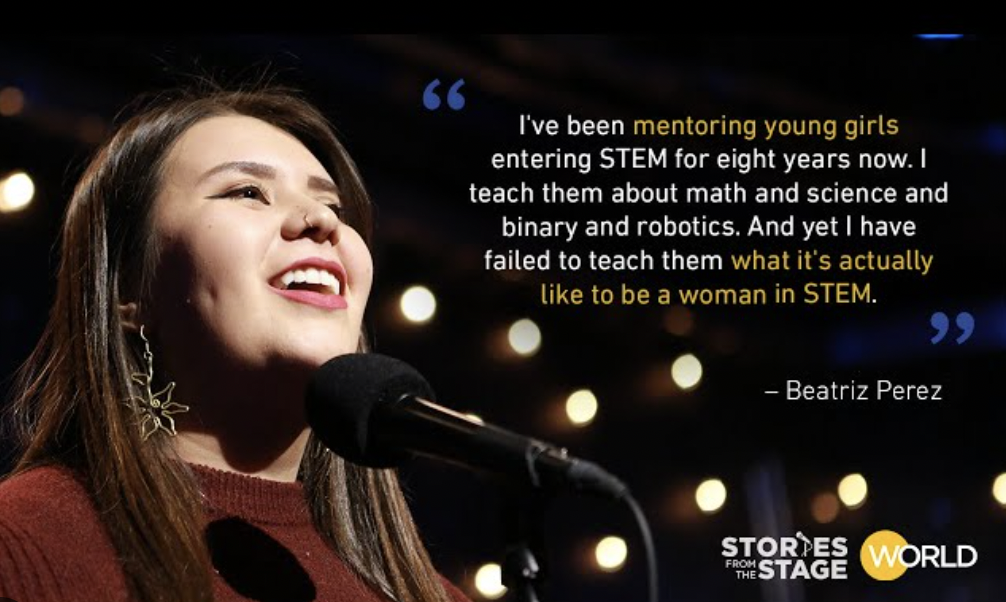 “
I've been mentoring young girls
entering STEM for eight years now. I
teach them about math and science and
binary and robotics. And yet I have
failed to teach them what it's actually
like to be a woman in STEM.
”
– Beatriz Perez
STORIES
FROM THE STAGE
WORLD